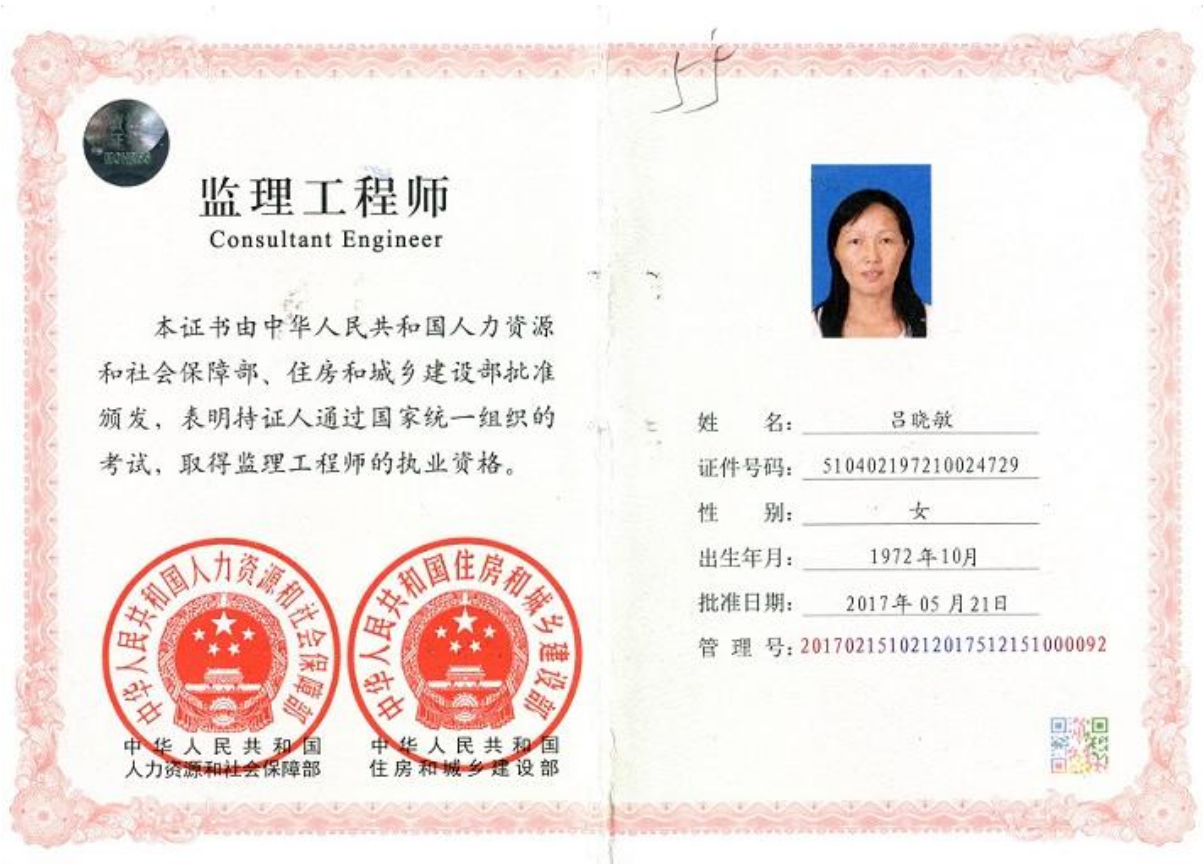 监理工程师
Consultant Engineer
本证书由中华人民共和国人力资源
和社会保障部、住房和城乡建设部批准
颁发，表明持证人通过国家统一组织的
考试，取得监理工程师的执业资格。
中华人民共和国人力资源和社会保障部
中华人民共和国住房和城乡建设部
中华人民共和国
人力资源和社会保障部
中华人民共和国
住房和城乡建设部
姓 名：吕晓敏
证件号码：510402197210024729
性 别：女
出生年月：1972年10月
批准日期：2017年05月21日
管 理 号：2017021510212017512151000092